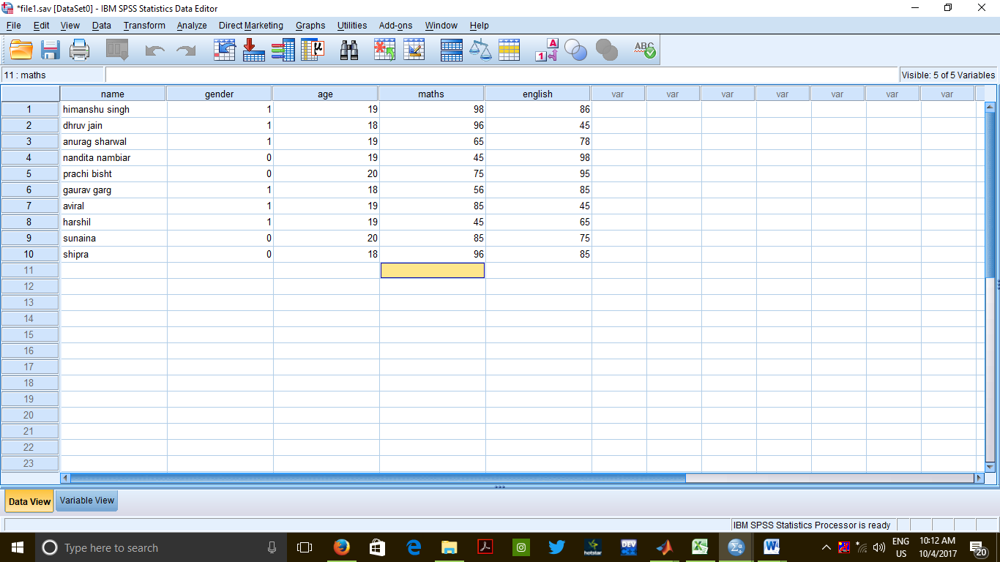 *file1.sav [DataSet0] - IBM SPSS Statistics Data Editor
File Edit View Data Transform Analyze Direct Marketing Graphs Utilities Add-ons Window Help
11 : maths
Visible: 5 of 5 Variables
name gender age maths english var var var var var var var
1 himanshu singh 1 19 98 86
2 dhruv jain 1 18 96 45
3 anurag sharwal 1 19 65 78
4 nandita nambiar 0 19 45 98
5 prachi bisht 0 20 75 95
6 gaurav garg 1 18 56 85
7 aviral 1 19 85 45
8 harshil 1 19 45 65
9 sunaina 0 20 85 75
10 shipra 0 18 96 85
11
12
13
14
15
16
17
18
19
20
21
22
23
Data View Variable View
IBM SPSS Statistics Processor is ready
Type here to search
hotstar
DEV
C++
ENG
US
10:12 AM
10/4/2017
20